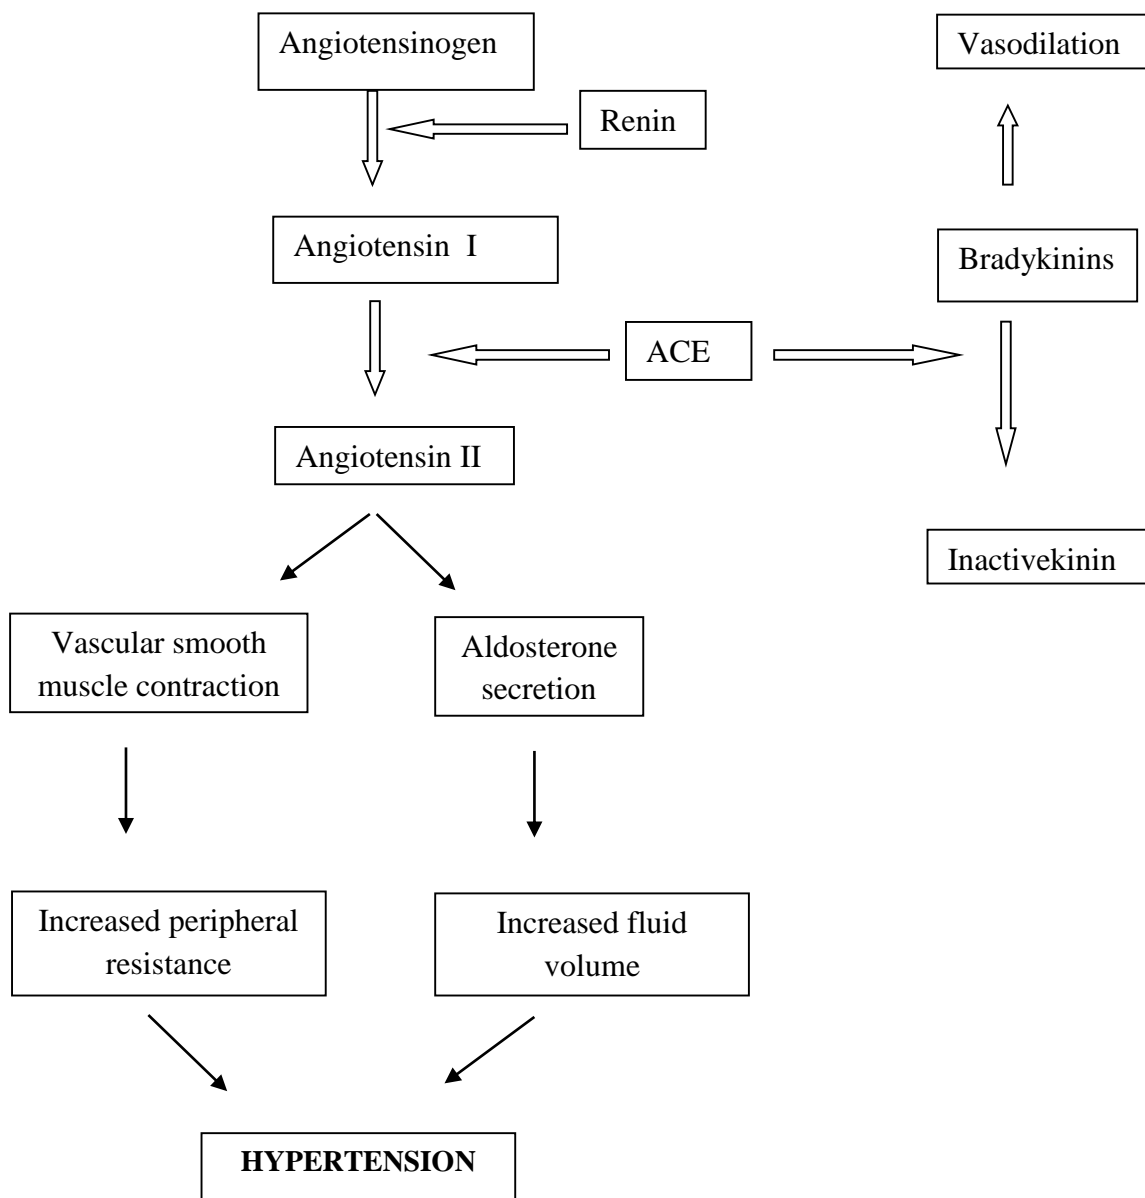 Angiotensinogen
Vasodilation
Renin
Angiotensin I
Bradykinins
ACE
Angiotensin II
Inactivekinin
Vascular smooth
muscle contraction
Aldosterone
secretion
Increased peripheral
resistance
Increased fluid
volume
HYPERTENSION